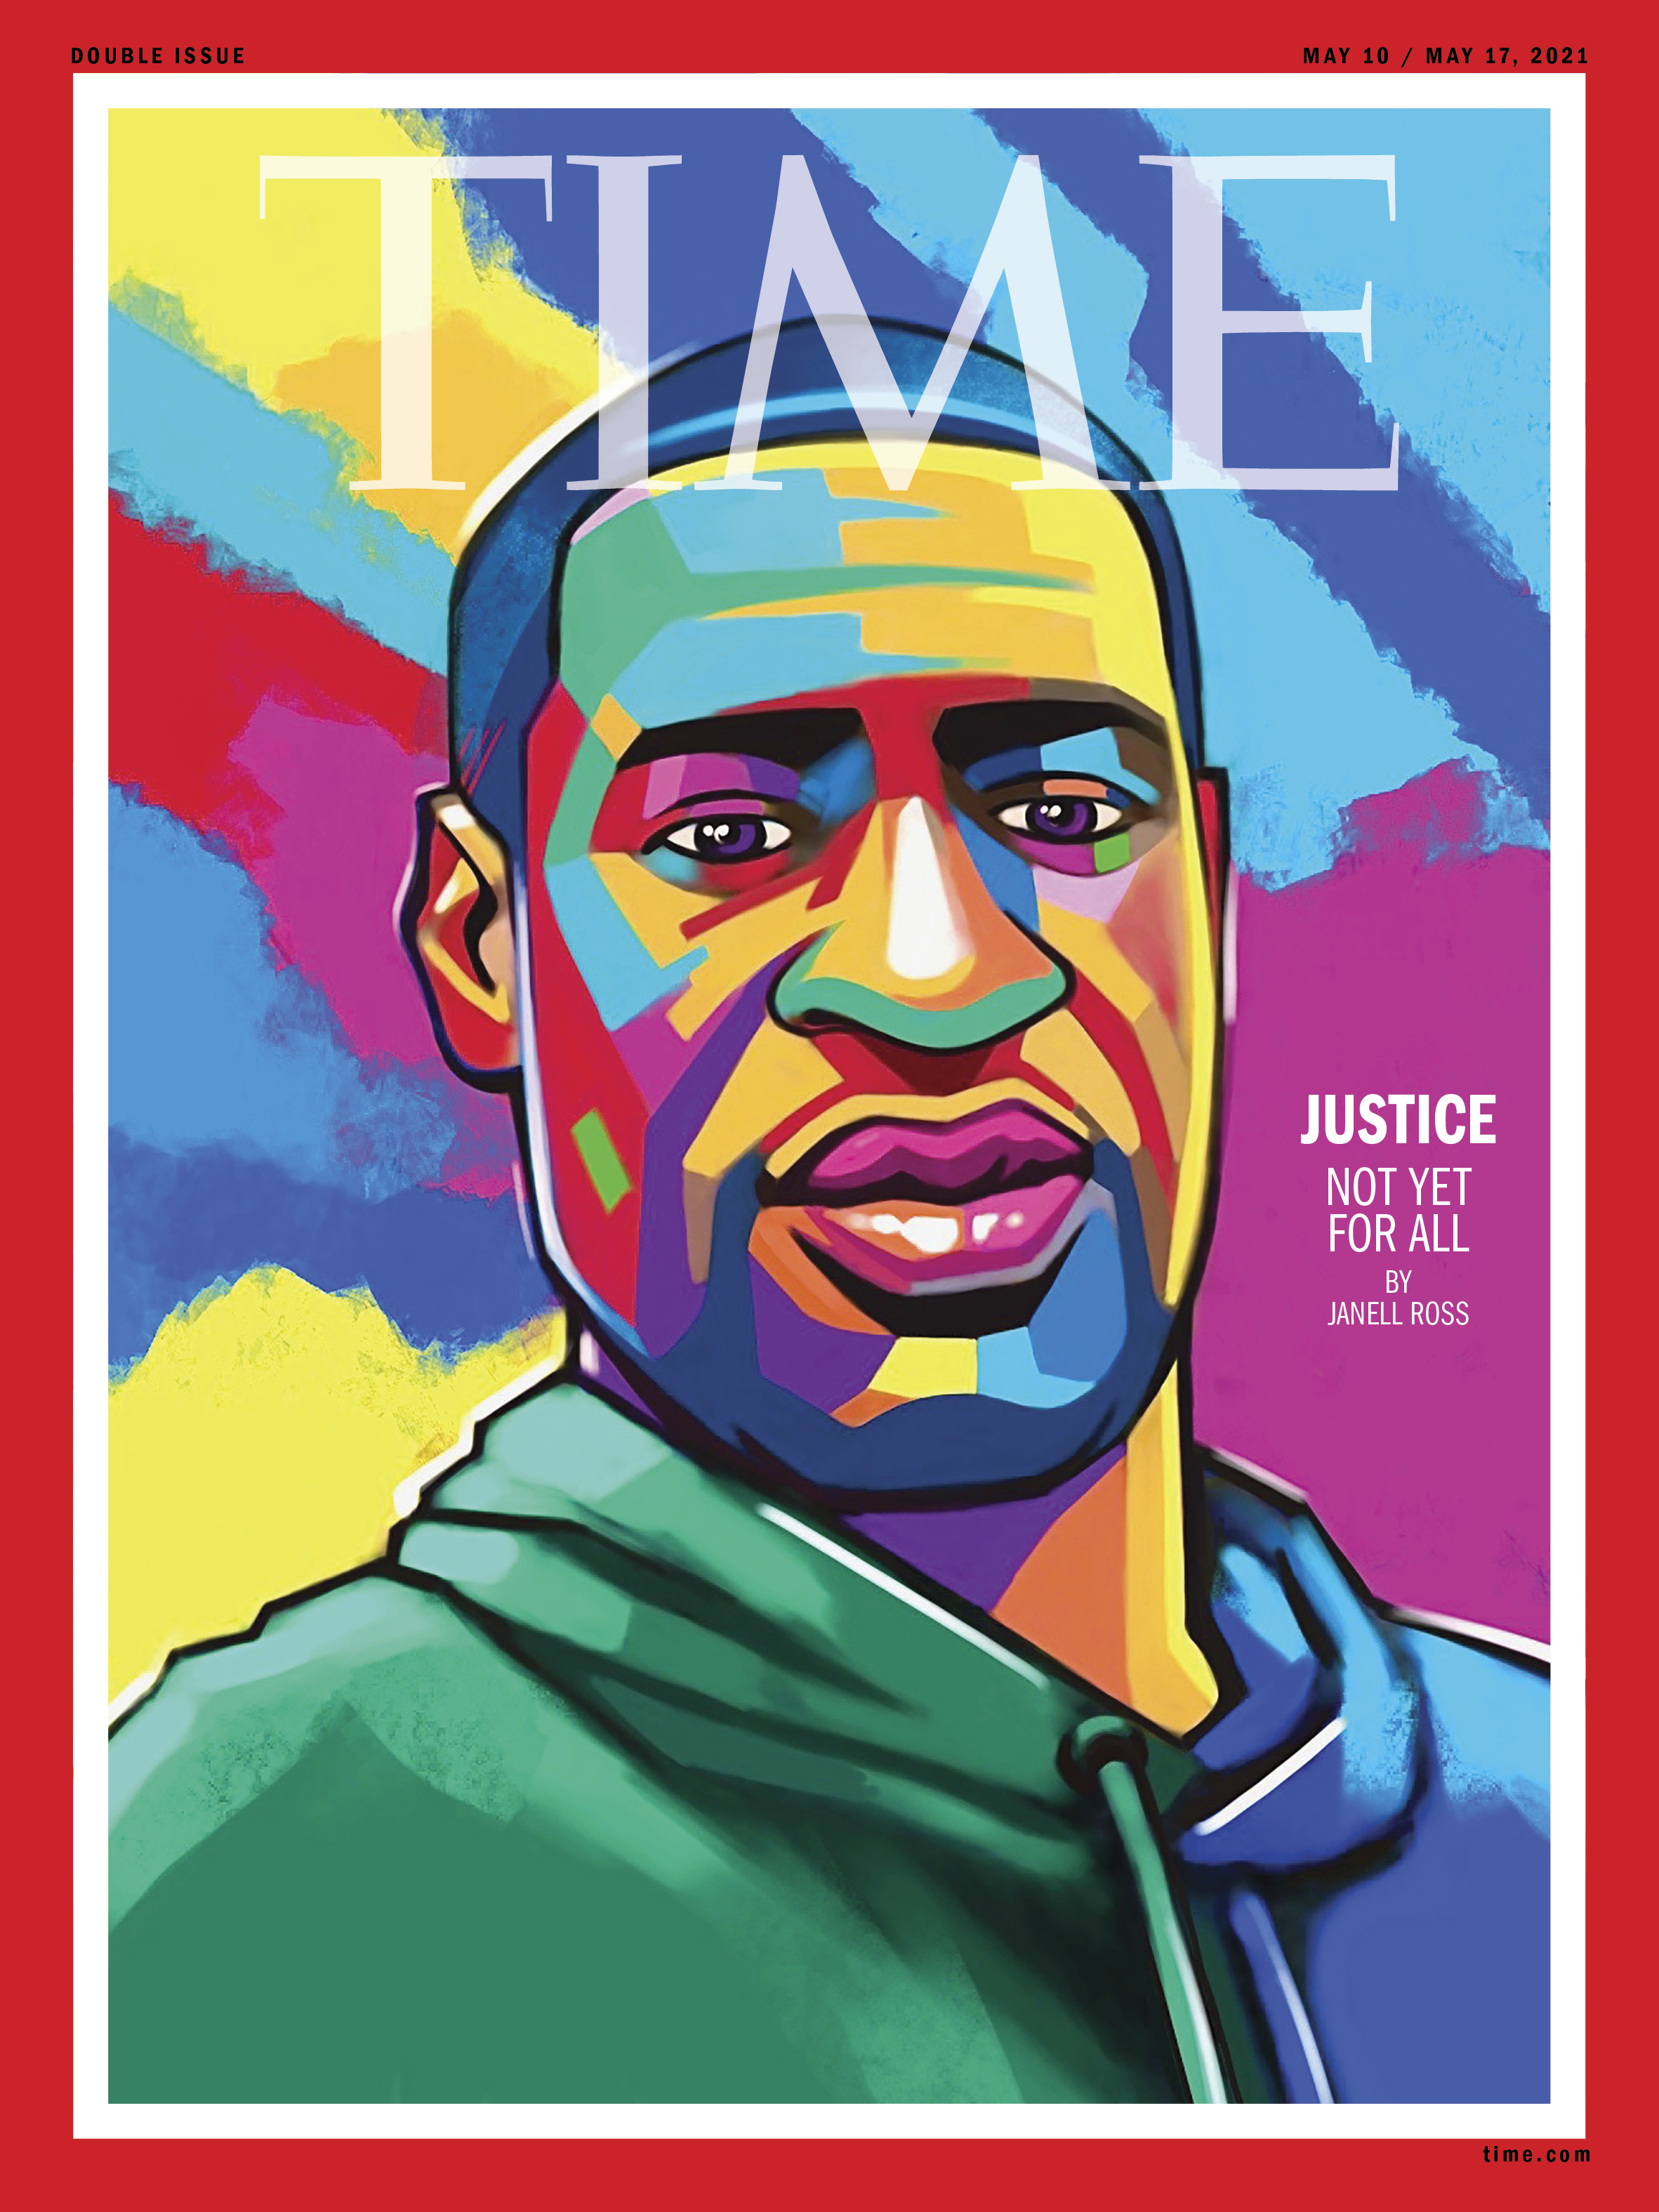 DOUBLE ISSUE
MAY 10 / MAY 17, 2021
TIME
JUSTICE
NOT YET
FOR ALL
BY
JANELL ROSS
time.com